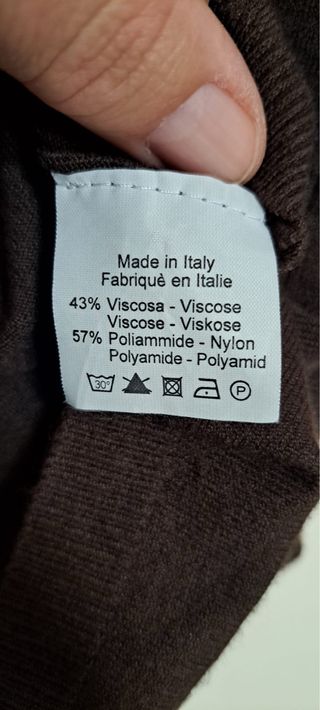 Made in Italy
Fabriquè en Italie
43% Viscosa - Viscose
Viscose - Viskose
57% Poliammide - Nylon
Polyamide - Polyamid
30° P